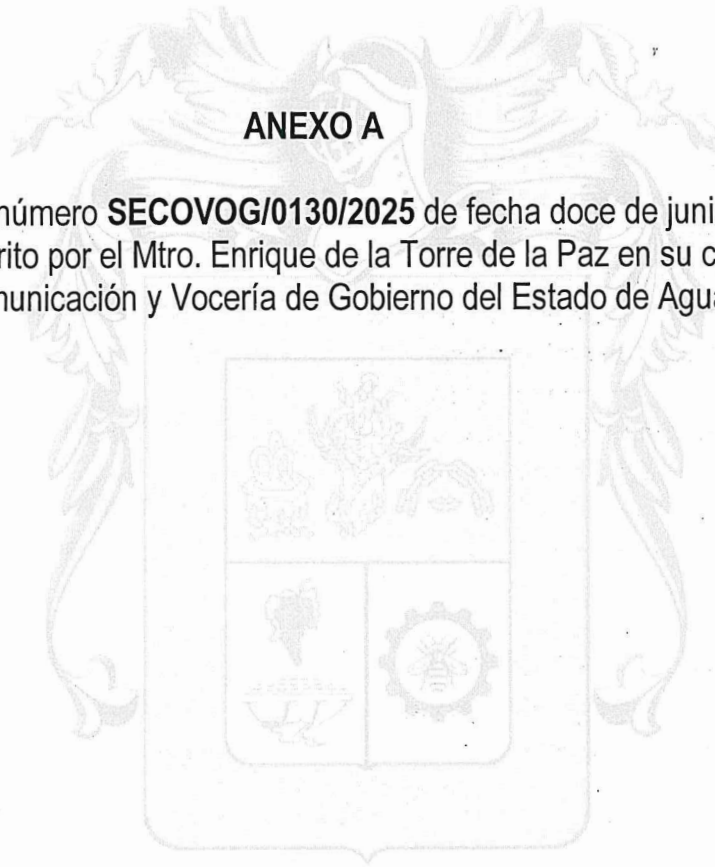 ANEXO A
número SECOVOG/0130/2025 de fecha doce de juni
rito por el Mtro. Enrique de la Torre de la Paz en su c
municación y Vocería de Gobierno del Estado de Agua